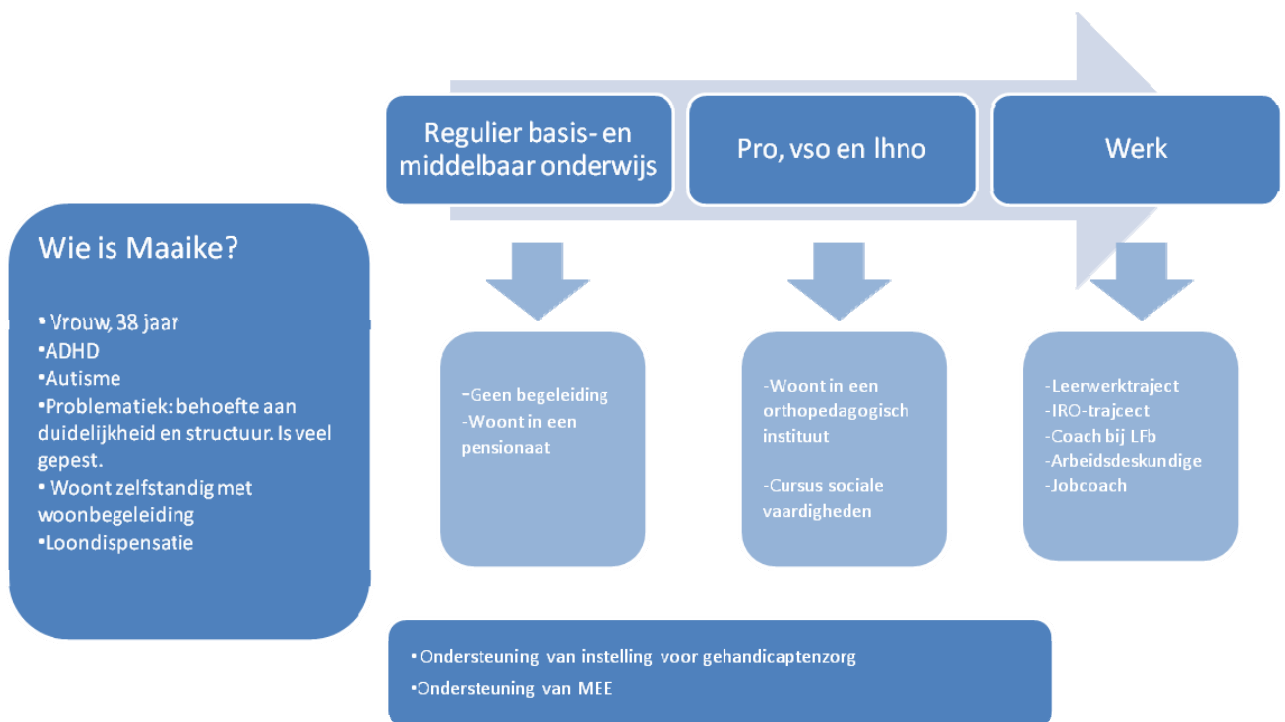 Regulier basis- en
middelbaar onderwijs
Pro, vso en lhno
Werk
Wie is Maaike?
• Vrouw, 38 jaar
•ADHD
•Autisme
•Problematiek: behoefte aan
duidelijkheid en structuur. Is veel
gepest.
• Woont zelfstandig met
woonbegeleiding
•Loondispensatie
-Geen begeleiding
-Woont in een
pensionaat
-Woont in een
orthopedagogisch
instituut
-Cursus sociale
vaardigheden
-Leerwerktraject
-IRO-trajcect
-Coach bij LFb
-Arbeidsdeskundige
-Jobcoach
•Ondersteuning van instelling voor gehandicaptenzorg
•Ondersteuning van MEE